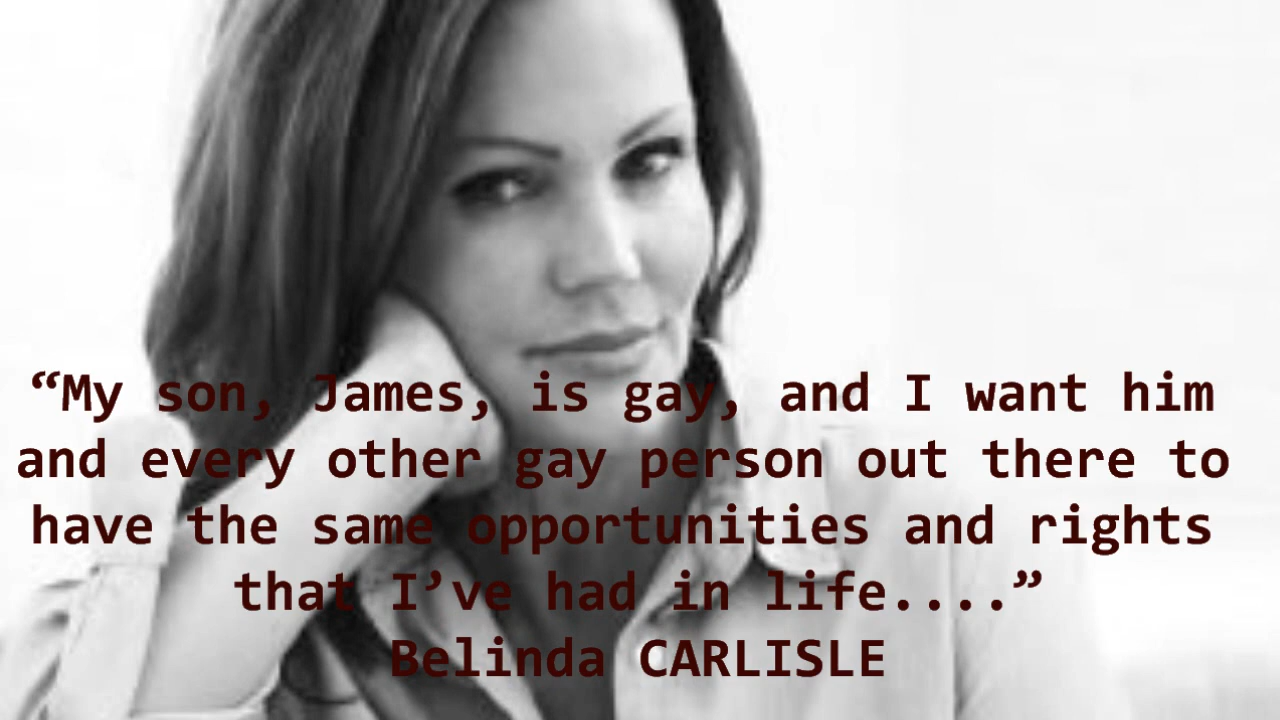 “My son, James, is gay, and I want him
and every other gay person out there to
have the same opportunities and rights
that I’ve had in life....”
Belinda CARLISLE